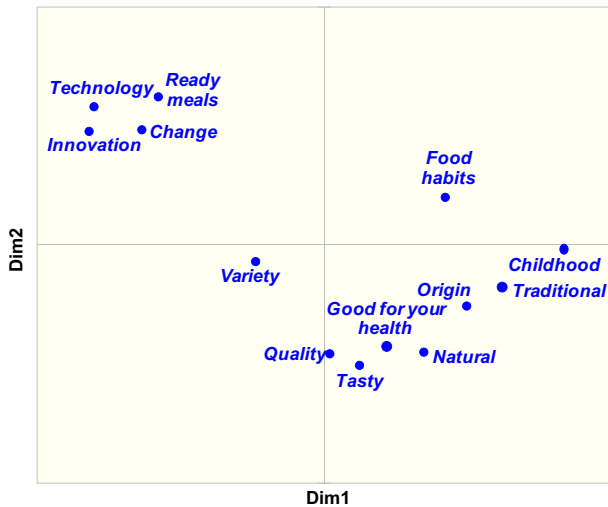 Technology
Ready
meals
Innovation
Change
Food
habits
Dim2
Variety
Childhood
Origin
Traditional
Good for your
health
Quality
Natural
Tasty
Dim1